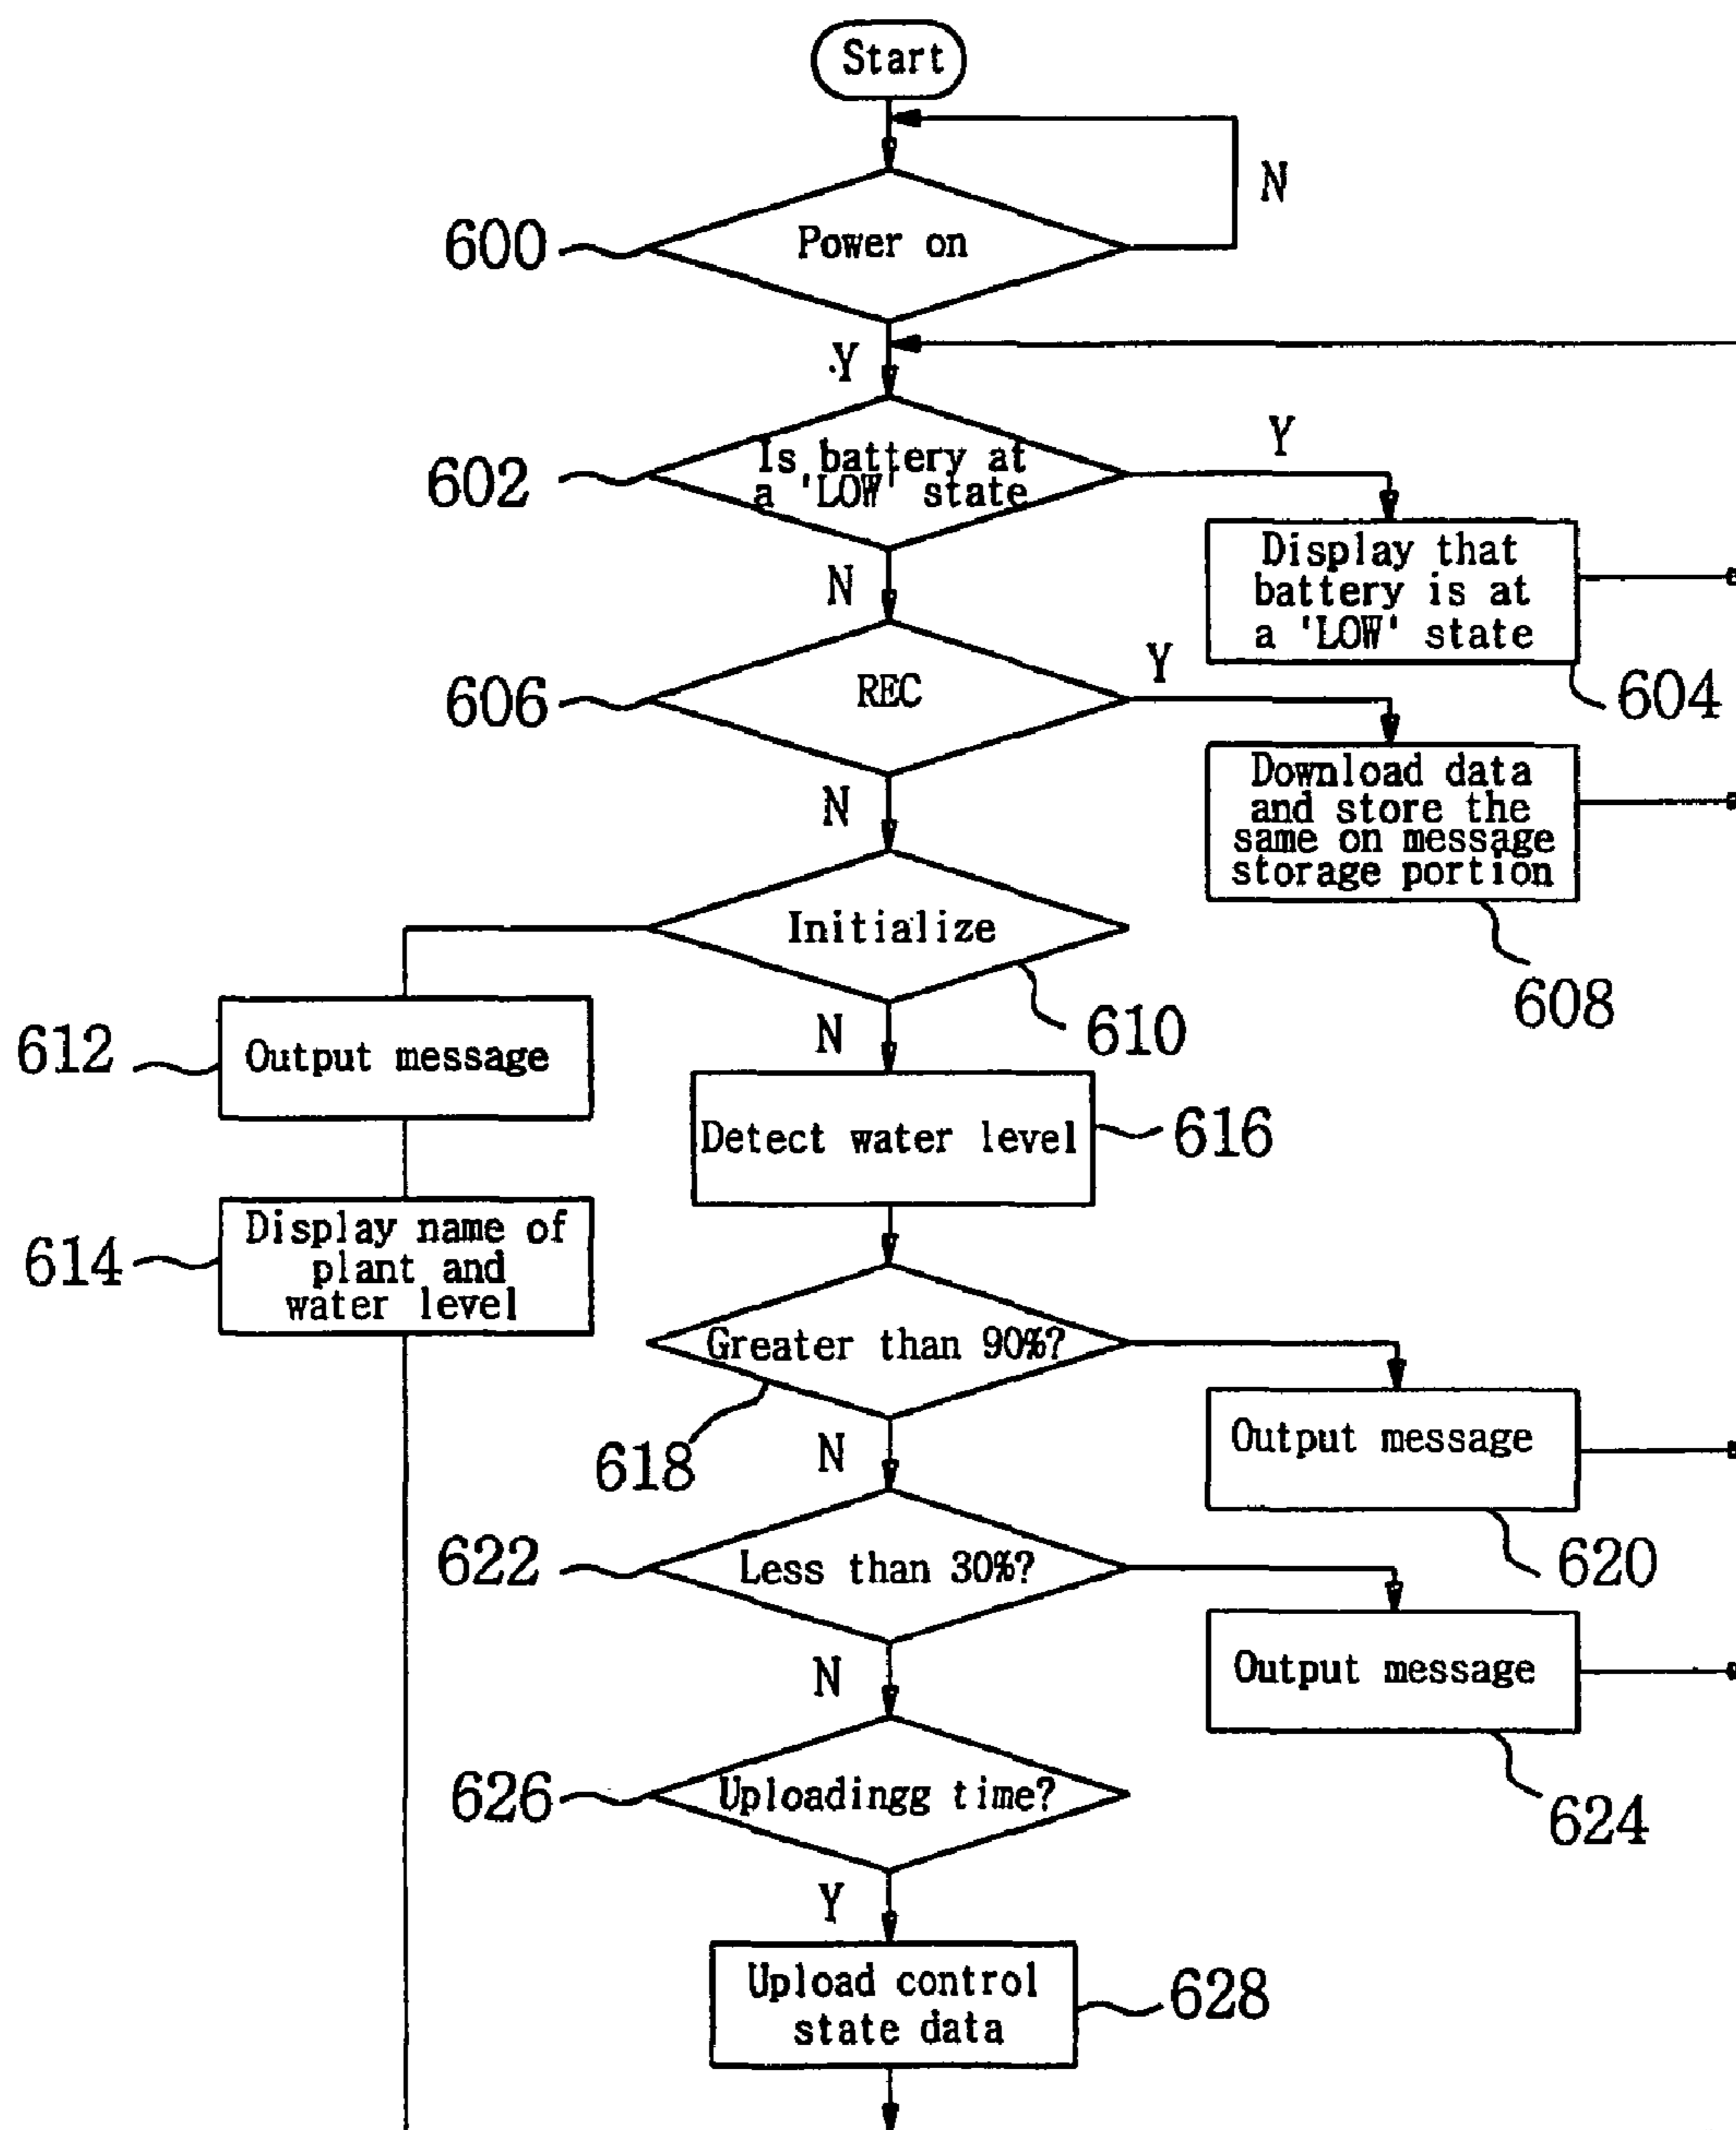 Start
N
600
Power on
Y
602
Is battery at
a 'LOW' state
Y
Display that
battery is at
a 'LOW' state
604
N
606
REC
Y
Download data
and store the
same on message
storage portion
608
N
Initialize
610
612
Output message
N
Detect water level
616
614
Display name of
plant and
water level
Greater than 90%?
618
Output message
620
N
622
Less than 30%?
Output message
624
N
626
Uploadingg time?
Y
Upload control
state data
628